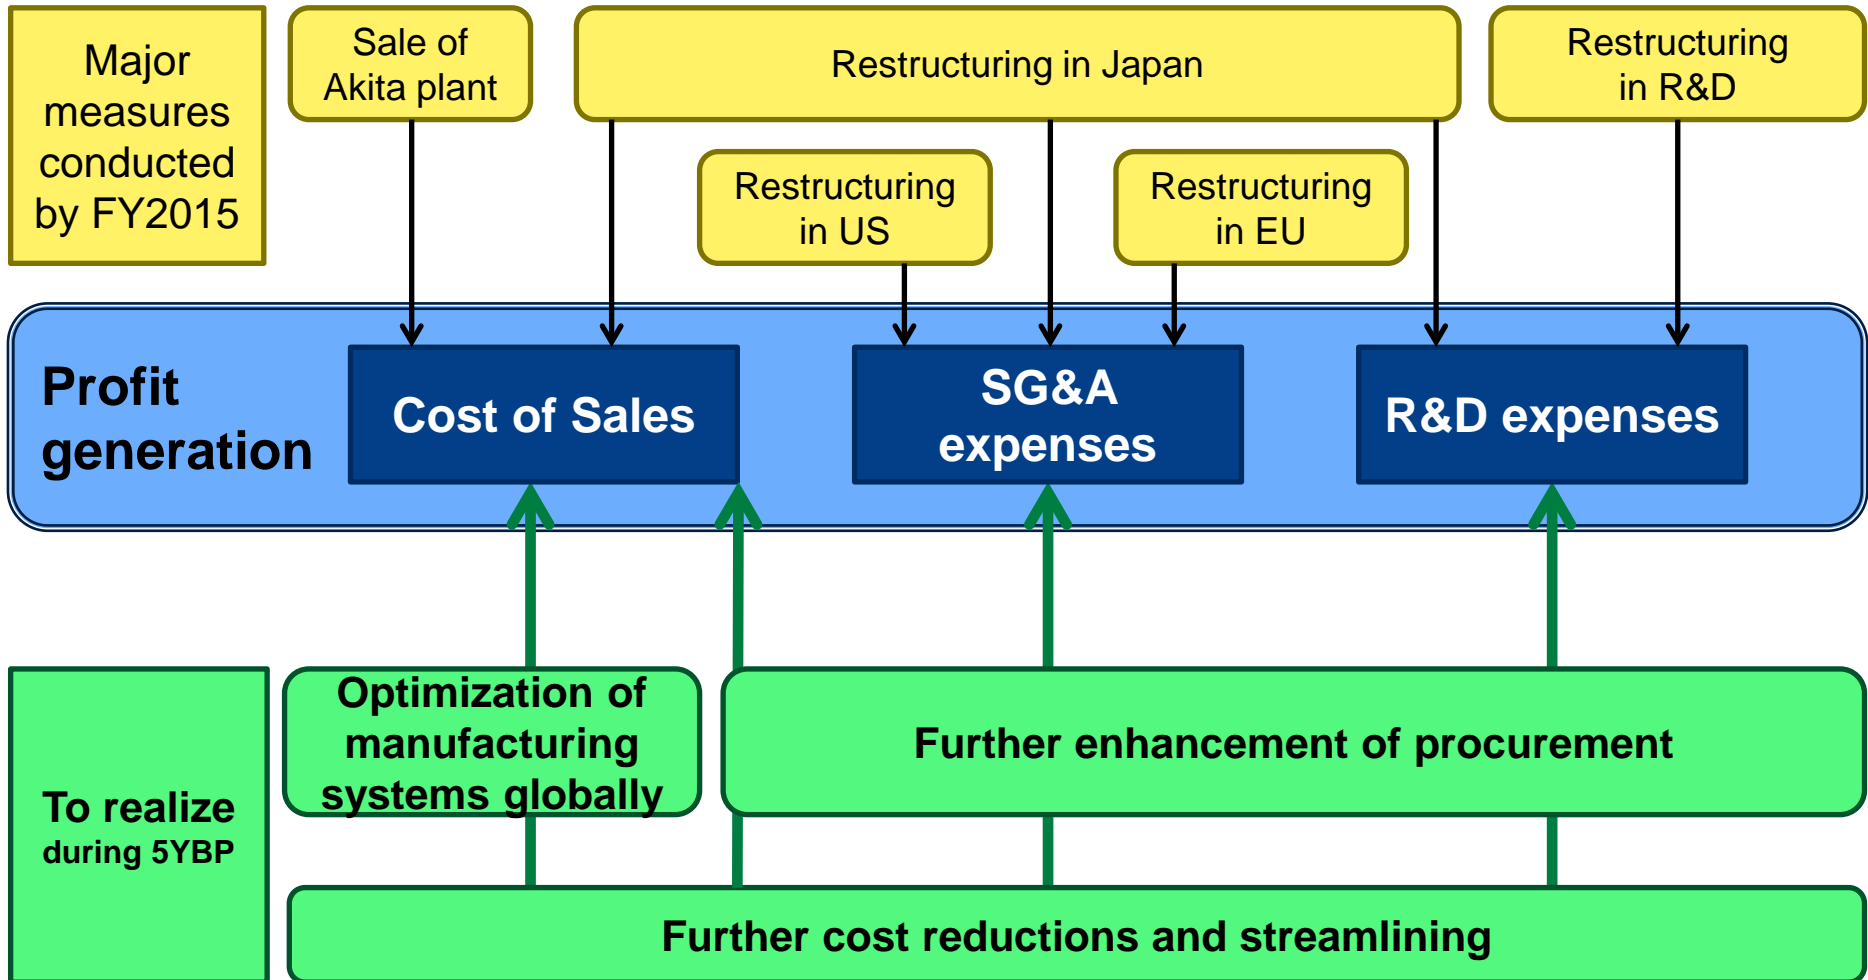 Major
measures
conducted
by FY2015
Sale of
Akita plant
Restructuring in Japan
Restructuring
in R&D
Restructuring
in US
Restructuring
in EU
Profit
generation
Cost of Sales
SG&A
expenses
R&D expenses
To realize
during 5YBP
Optimization of
manufacturing
systems globally
Further enhancement of procurement
Further cost reductions and streamlining